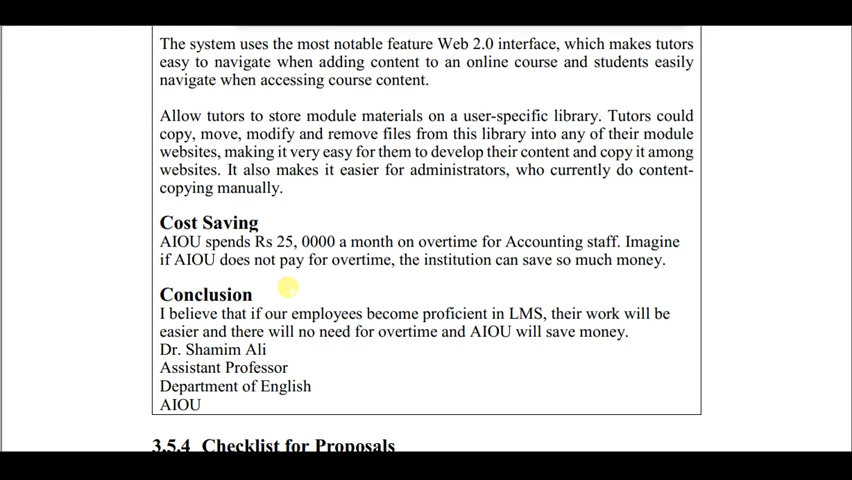 The system uses the most notable feature Web 2.0 interface, which makes tutors
easy to navigate when adding content to an online course and students easily
navigate when accessing course content.
Allow tutors to store module materials on a user-specific library. Tutors could
copy, move, modify and remove files from this library into any of their module
websites, making it very easy for them to develop their content and copy it among
websites. It also makes it easier for administrators, who currently do content-
copying manually.
Cost Saving
AIOU spends Rs 25, 0000 a month on overtime for Accounting staff. Imagine
if AIOU does not pay for overtime, the institution can save so much money.
Conclusion
I believe that if our employees become proficient in LMS, their work will be
easier and there will no need for overtime and AIOU will save money.
Dr. Shamim Ali
Assistant Professor
Department of English
AIOU
3.5.4 Checklist for Proposals